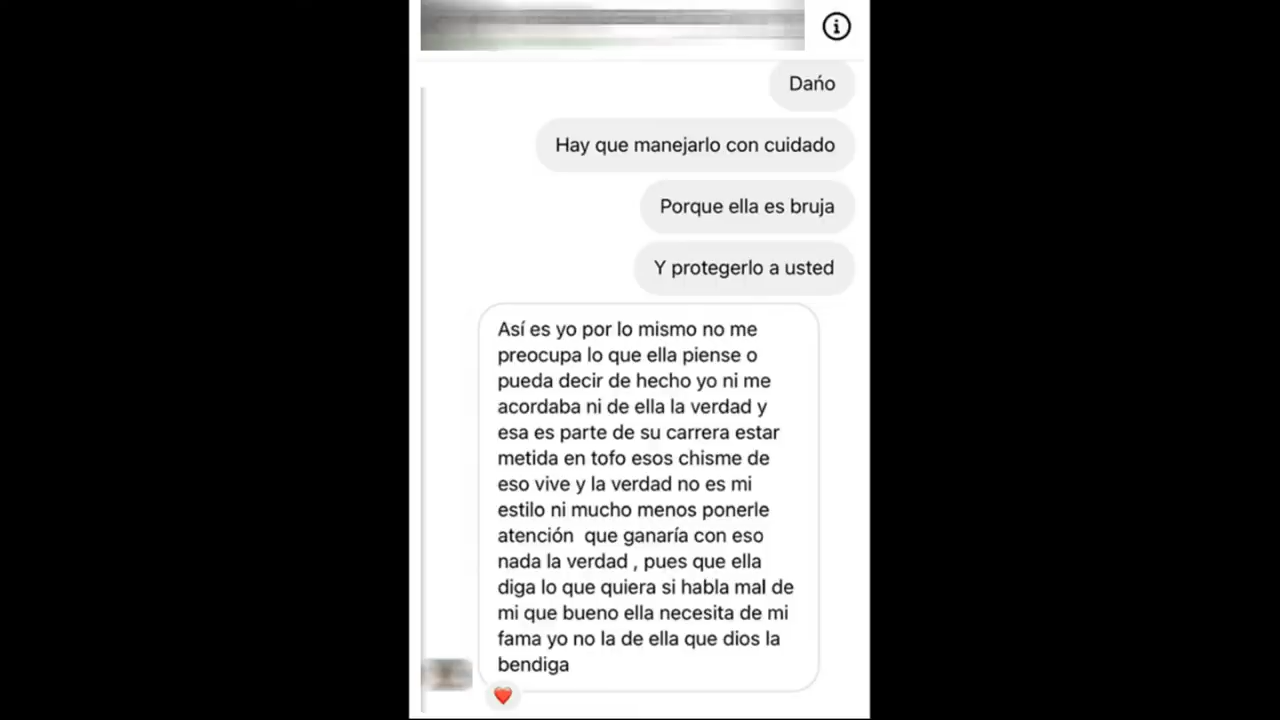 Dańo
Hay que manejarlo con cuidado
Porque ella es bruja
Y protegerlo a usted
Así es yo por lo mismo no me
preocupa lo que ella piense o
pueda decir de hecho yo ni me
acordaba ni de ella la verdad y
esa es parte de su carrera estar
metida en tofo esos chisme de
eso vive y la verdad no es mi
estilo ni mucho menos ponerle
atención  que ganaría con eso
nada la verdad , pues que ella
diga lo que quiera si habla mal de
mi que bueno ella necesita de mi
fama yo no la de ella que dios la
bendiga